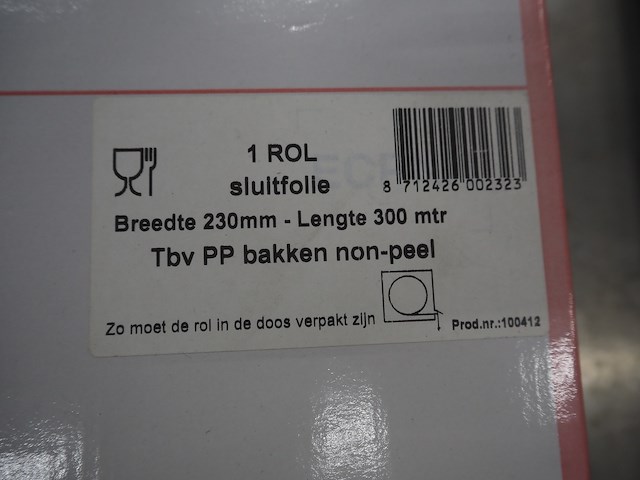 1 ROL
sluitfolie
8 712426 002323
Breedte 230mm - Lengte 300 mtr
Tbv PP bakken non-peel
Zo moet de rol in de doos verpakt zijn
Prod.nr.:100412